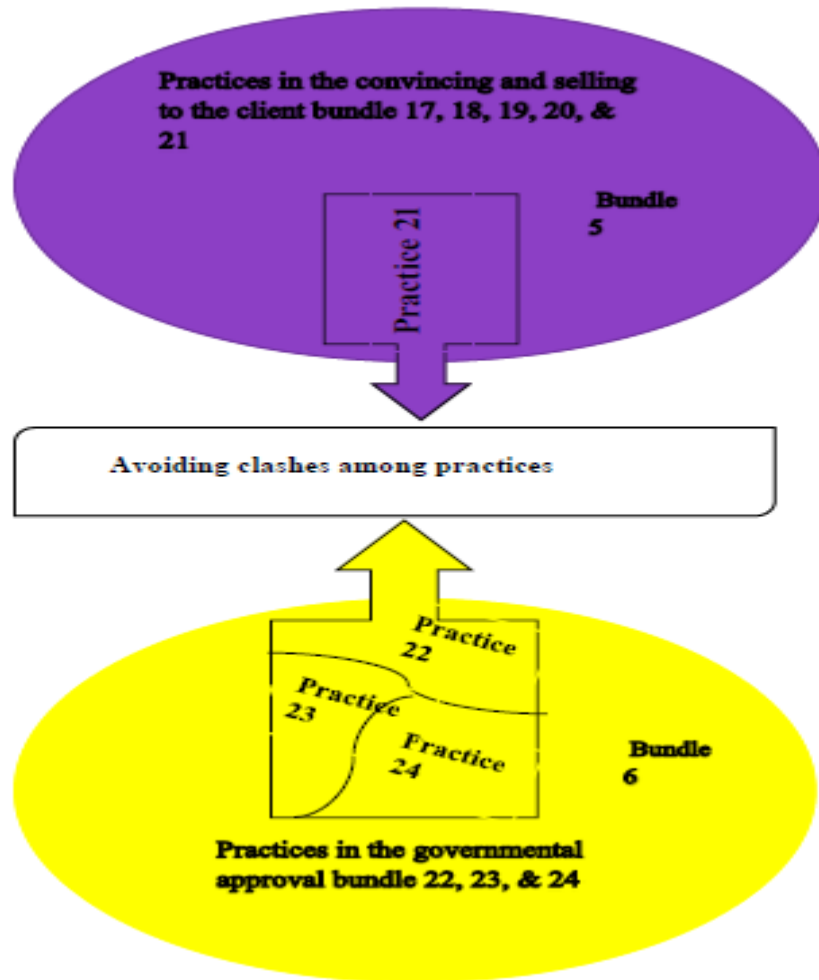 Practices in the convincing and selling
to the client bundle 17, 18, 19, 20, &
21
Bundle
5
Practice 21
Avoiding clashes among practices
Practice
22
Practice
23
Fractice
24
Bundle
6
Practices in the governmental
approval bundle 22, 23, & 24